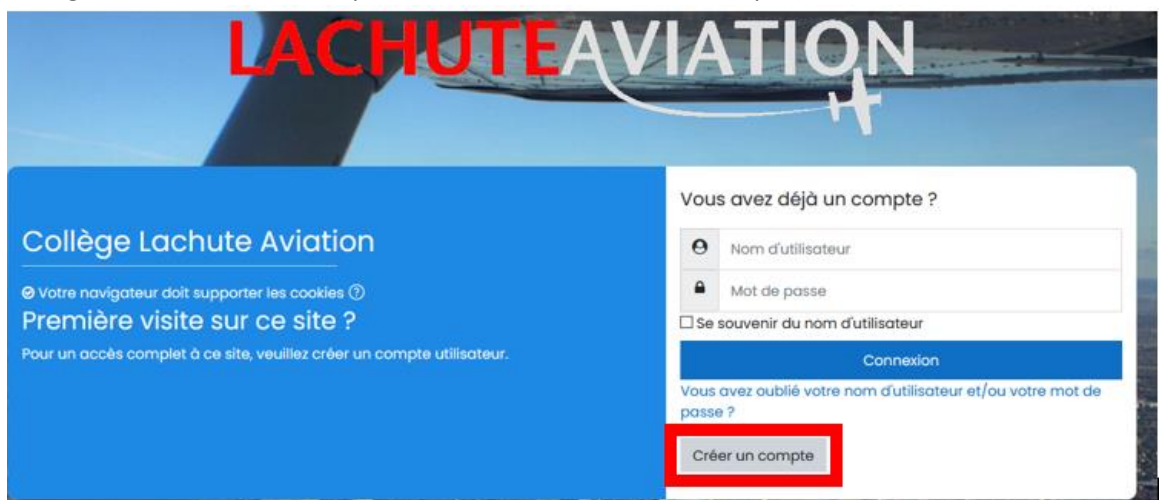 LACHUTEAVIATION
Collège Lachute Aviation
Votre navigateur doit supporter les cookies
Première visite sur ce site ?
Pour un accès complet à ce site, veuillez créer un compte utilisateur.
Vous avez déjà un compte ?
Nom d'utilisateur
Mot de passe
Se souvenir du nom d'utilisateur
Connexion
Vous avez oublié votre nom d'utilisateur et/ou votre mot de
passe ?
Créer un compte